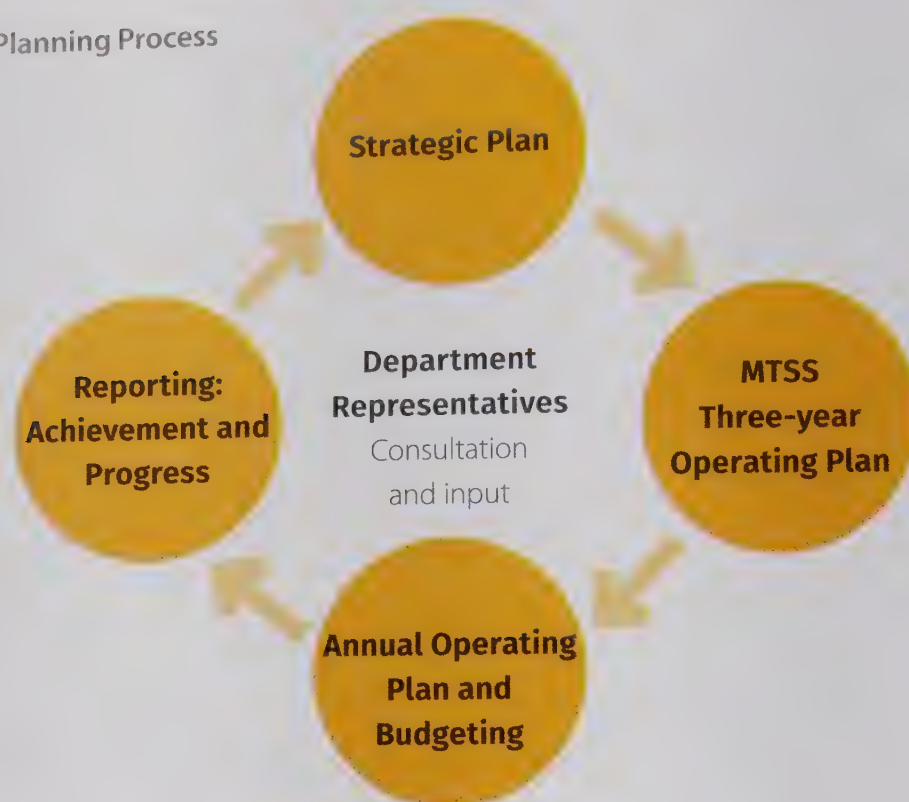 Planning Process
Strategic Plan
MTSS
Three-year
Operating Plan
Annual Operating
Plan and
Budgeting
Reporting:
Achievement and
Progress
Department
Representatives
Consultation
and input